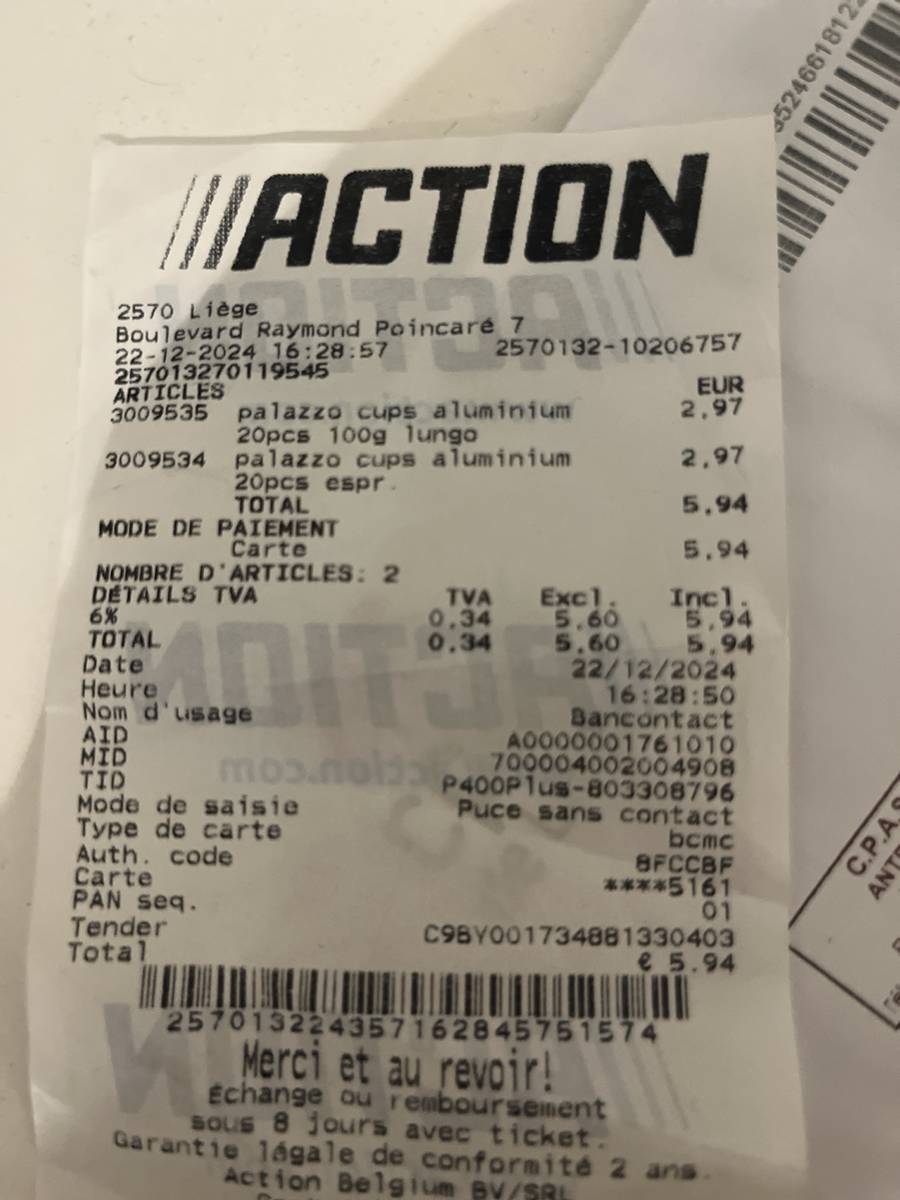 ACTION
2570 Liège
Boulevard Raymond Poincaré 7
22-12-2024 16:28:57 2570132-10206757
257013270119545
ARTICLES EUR
3009535 palazzo cups aluminium 2,97
20pcs 100g lungo
3009534 palazzo cups aluminium 2,97
20pcs espr.
TOTAL 5,94
MODE DE PAIEMENT
Carte 5,94
NOMBRE D'ARTICLES: 2
DÉTAILS TVA TVA Excl. Incl.
6% 0.34 5.60 5,94
TOTAL 0.34 5.60 5,94
Date 22/12/2024
Heure 16:28:50
Nom d'usage Bancontact
AID A0000001761010
MID 700004002004908
TID P400Plus-803308796
Mode de saisie Puce sans contact
Type de carte bcmc
Auth. code 8FCCBF
Carte ****5161
PAN seq. 01
Tender C9BY001734881330403
Total € 5.94
257013224357162845751574
Merci et au revoir!
Échange ou remboursement
sous 8 jours avec ticket.
Garantie légale de conformité 2 ans.
Action Belgium BV/SRL
C.P.A.S